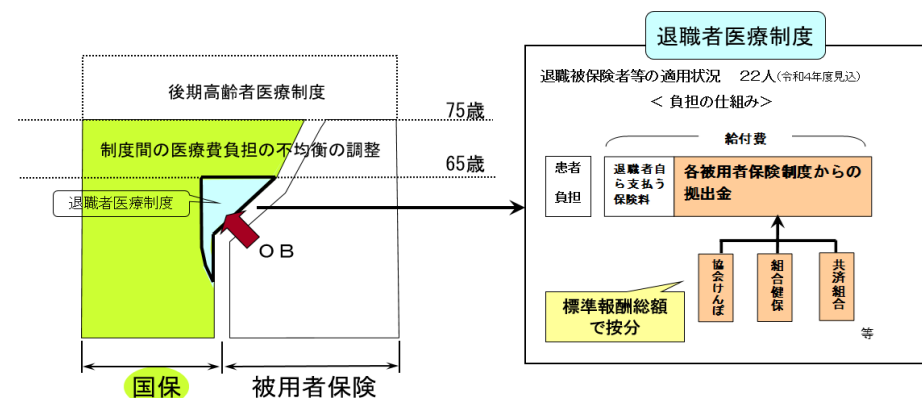 後期高齢者医療制度
75歳
制度間の医療費負担の不均衡の調整
65歳
退職者医療制度
OB
国保
被用者保険
退職者医療制度
退職被保険者等の適用状況 22人(令和4年度見込)
＜ 負担の仕組み＞
給付費
患者
負担
退職者自
ら支払う
保険料
各被用者保険制度からの
拠出金
協会けんぽ
組合健保
共済組合
等
標準報酬総額
で按分